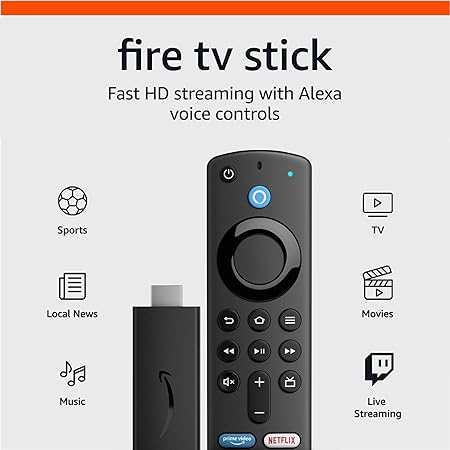 fire tv stick
Fast HD streaming with Alexa
voice controls
Sports
TV
Local News
Movies
Music
Live
Streaming
prime video
NETFLIX